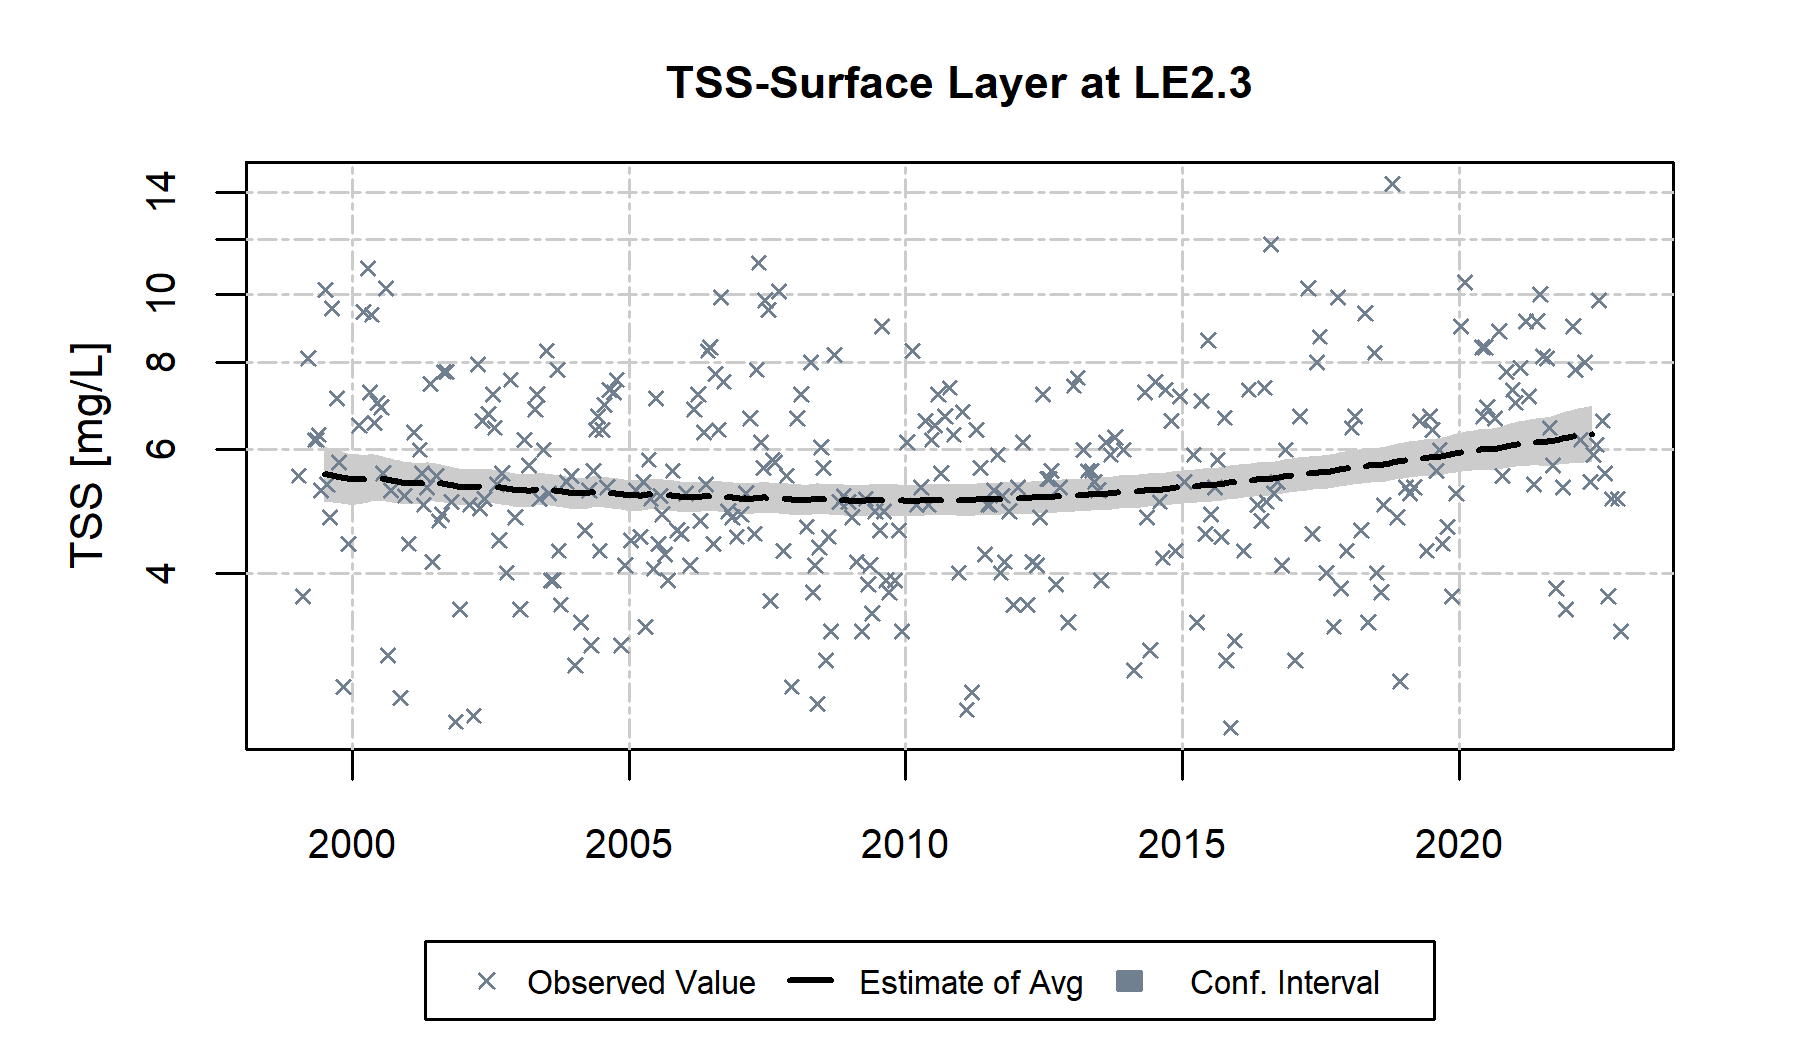 TSS-Surface Layer at LE2.3
TSS [mg/L]
14
10
8
6
4
2000 2005 2010 2015 2020
Observed Value Estimate of Avg Conf. Interval